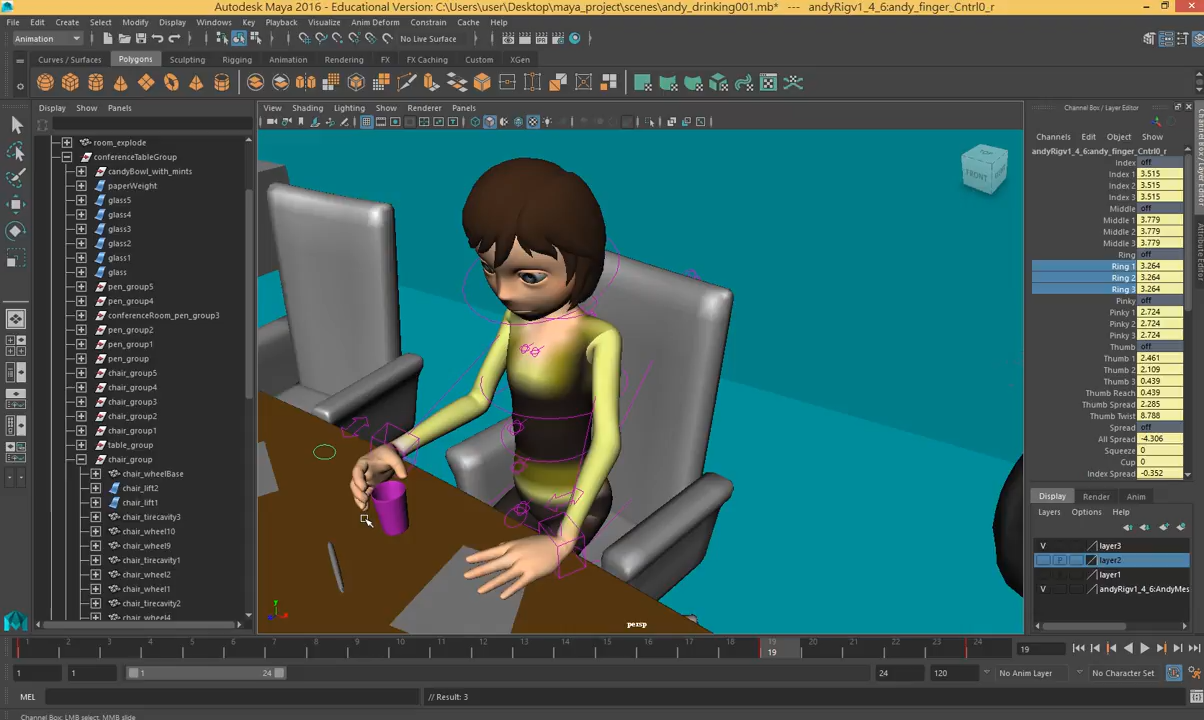 Autodesk Maya 2016 - Educational Version: C:\Users\user\Desktop\maya_project\scenes\andy_drinking001.mb* --- andyRigv1_4_6:andy_finger_Cntrl0_r
File Edit Create Select Modify Display Windows Key Playback Visualize Anim Deform Constrain Cache Help
Animation No Live Surface
Curves / Surfaces Polygons Sculpting Rigging Animation Rendering FX FX Caching Custom XGen
Display Show Panels
View Shading Lighting Show Renderer Panels
Channel Box / Layer Editor
room_explode
conferenceTableGroup
candyBowl_with_mints
paperWeight
glass5
glass4
glass3
glass2
glass1
glass
pen_group5
pen_group4
conferenceRoom_pen_group3
pen_group2
pen_group1
pen_group
chair_group5
chair_group4
chair_group3
chair_group2
chair_group1
table_group
chair_group
chair_wheelBase
chair_lift2
chair_lift1
chair_tirecavity3
chair_wheel10
chair_wheel9
chair_tirecavity1
chair_wheel2
chair_wheel1
chair_tirecavity2
chair_wheel4
FRONT
persp
Channels Edit Object Show
andyRigv1_4_6:andy_finger_Cntrl0_r
Index off
Index 1 3.515
Index 2 3.515
Index 3 3.515
Middle off
Middle 1 3.779
Middle 2 3.779
Middle 3 3.779
Ring off
Ring 1 3.264
Ring 2 3.264
Ring 3 3.264
Pinky off
Pinky 1 2.724
Pinky 2 2.724
Pinky 3 2.724
Thumb off
Thumb 1 2.461
Thumb 2 2.109
Thumb 3 0.439
Thumb Reach 0.439
Thumb Spread 2.285
Thumb Twist 8.788
Spread off
All Spread -4.306
Squeeze 0
Cup 0
Index Spread -0.352
Channel Box / Layer Editor
Attribute Editor
Display Render Anim
Layers Options Help
V layer3
P layer2
layer1
V andyRigv1_4_6:AndyMes
1 2 3 4 5 6 7 8 9 10 11 12 13 14 15 16 17 18 19 20 21 22 23 24
19 19
1 1 1 24 24 120 No Anim Layer No Character Set
MEL // Result: 3
Channel Box: LMB select, MMB slide